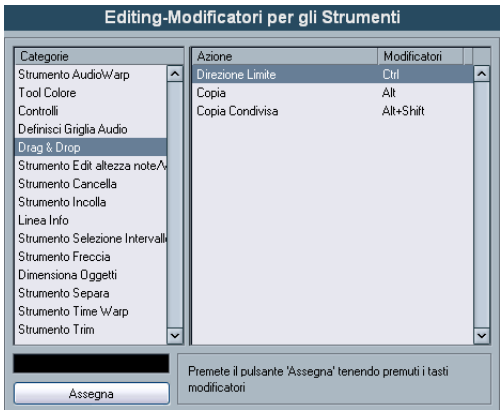 Editing-Modificatori per gli Strumenti
Categorie
Strumento AudioWarp
Tool Colore
Controlli
Definisci Griglia Audio
Drag & Drop
Strumento Edit altezza note/V
Strumento Cancella
Strumento Incolla
Linea Info
Strumento Selezione Intervalli
Strumento Freccia
Dimensiona Oggetti
Strumento Separa
Strumento Time Warp
Strumento Trim
Azione Modificatori
Direzione Limite Ctrl
Copia Alt
Copia Condivisa Alt+Shift
Assegna
Premete il pulsante 'Assegna' tenendo premuti i tasti
modificatori